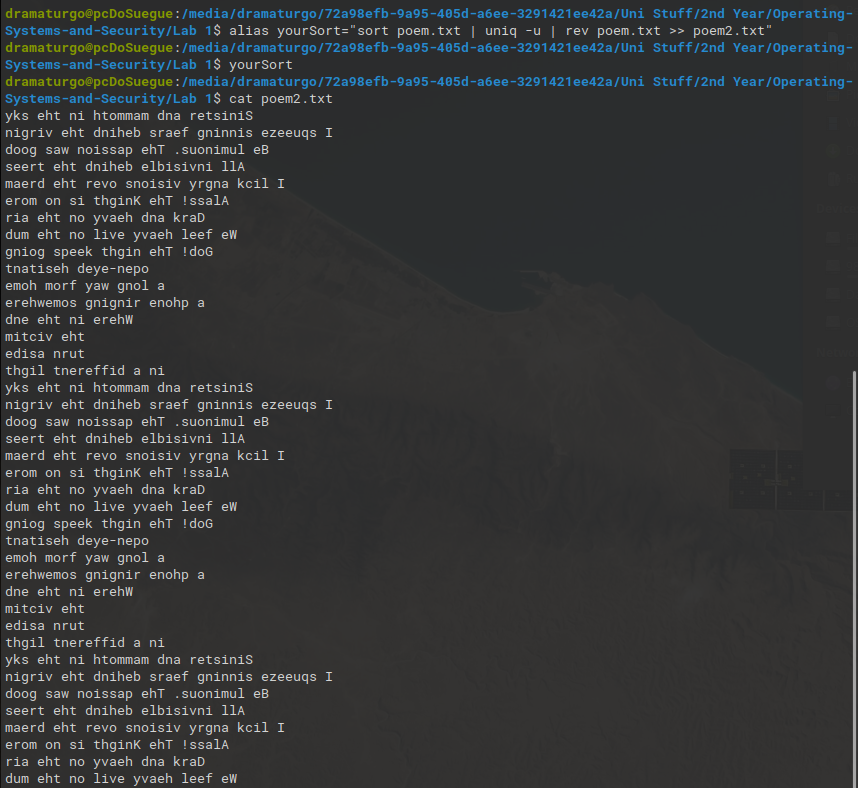 dramaturgo@pcDoSuegue:/media/dramaturgo/72a98efb-9a95-405d-a6ee-3291421ee42a/Uni Stuff/2nd Year/Operating-
Systems-and-Security/Lab 1$ alias yourSort="sort poem.txt | uniq -u | rev poem.txt >> poem2.txt"
dramaturgo@pcDoSuegue:/media/dramaturgo/72a98efb-9a95-405d-a6ee-3291421ee42a/Uni Stuff/2nd Year/Operating-
Systems-and-Security/Lab 1$ yourSort
dramaturgo@pcDoSuegue:/media/dramaturgo/72a98efb-9a95-405d-a6ee-3291421ee42a/Uni Stuff/2nd Year/Operating-
Systems-and-Security/Lab 1$ cat poem2.txt
yks eht ni htommam dna retsiniS
nigriv eht dniheb sraef gninnis ezeeuqs I
doog saw noissap ehT .suonimul eB
seert eht dniheb elbisivni llA
maerd eht revo snoisiv yrgna kcil I
erom on si thginK ehT !ssalA
ria eht no yvaeh dna kraD
dum eht no live yvaeh leef eW
gniog speek thgin ehT !doG
tnatiseh deye-nepo
emoh morf yaw gnol a
erehwemos gnignir enohp a
dne eht ni erehW
mitciv eht
edisa nrut
thgil tnereffid a ni
yks eht ni htommam dna retsiniS
nigriv eht dniheb sraef gninnis ezeeuqs I
doog saw noissap ehT .suonimul eB
seert eht dniheb elbisivni llA
maerd eht revo snoisiv yrgna kcil I
erom on si thginK ehT !ssalA
ria eht no yvaeh dna kraD
dum eht no live yvaeh leef eW
gniog speek thgin ehT !doG
tnatiseh deye-nepo
emoh morf yaw gnol a
erehwemos gnignir enohp a
dne eht ni erehW
mitciv eht
edisa nrut
thgil tnereffid a ni
yks eht ni htommam dna retsiniS
nigriv eht dniheb sraef gninnis ezeeuqs I
doog saw noissap ehT .suonimul eB
seert eht dniheb elbisivni llA
maerd eht revo snoisiv yrgna kcil I
erom on si thginK ehT !ssalA
ria eht no yvaeh dna kraD
dum eht no live yvaeh leef eW